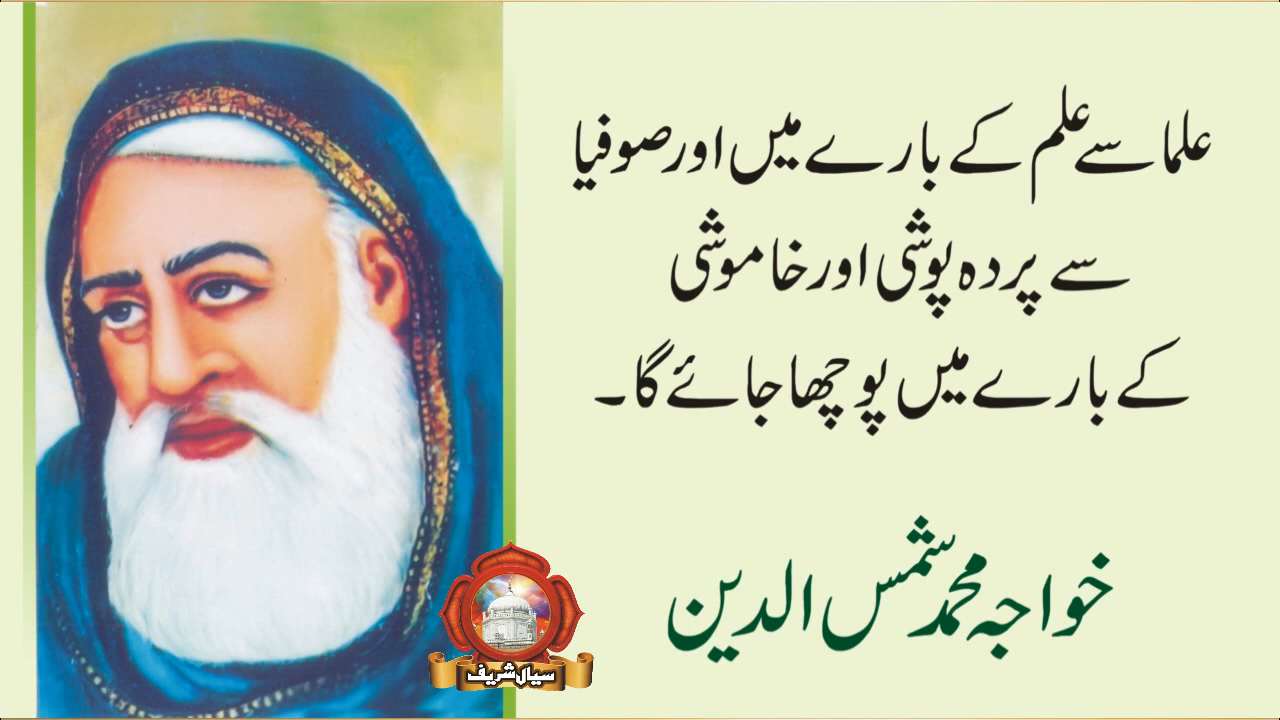 علما سے علم کے بارے میں اور صوفیا
سے پردہ پوشی اور خاموشی
کے بارے میں پوچھا جائے گا۔
خواجہ محمد شمس الدین
سیال شریف